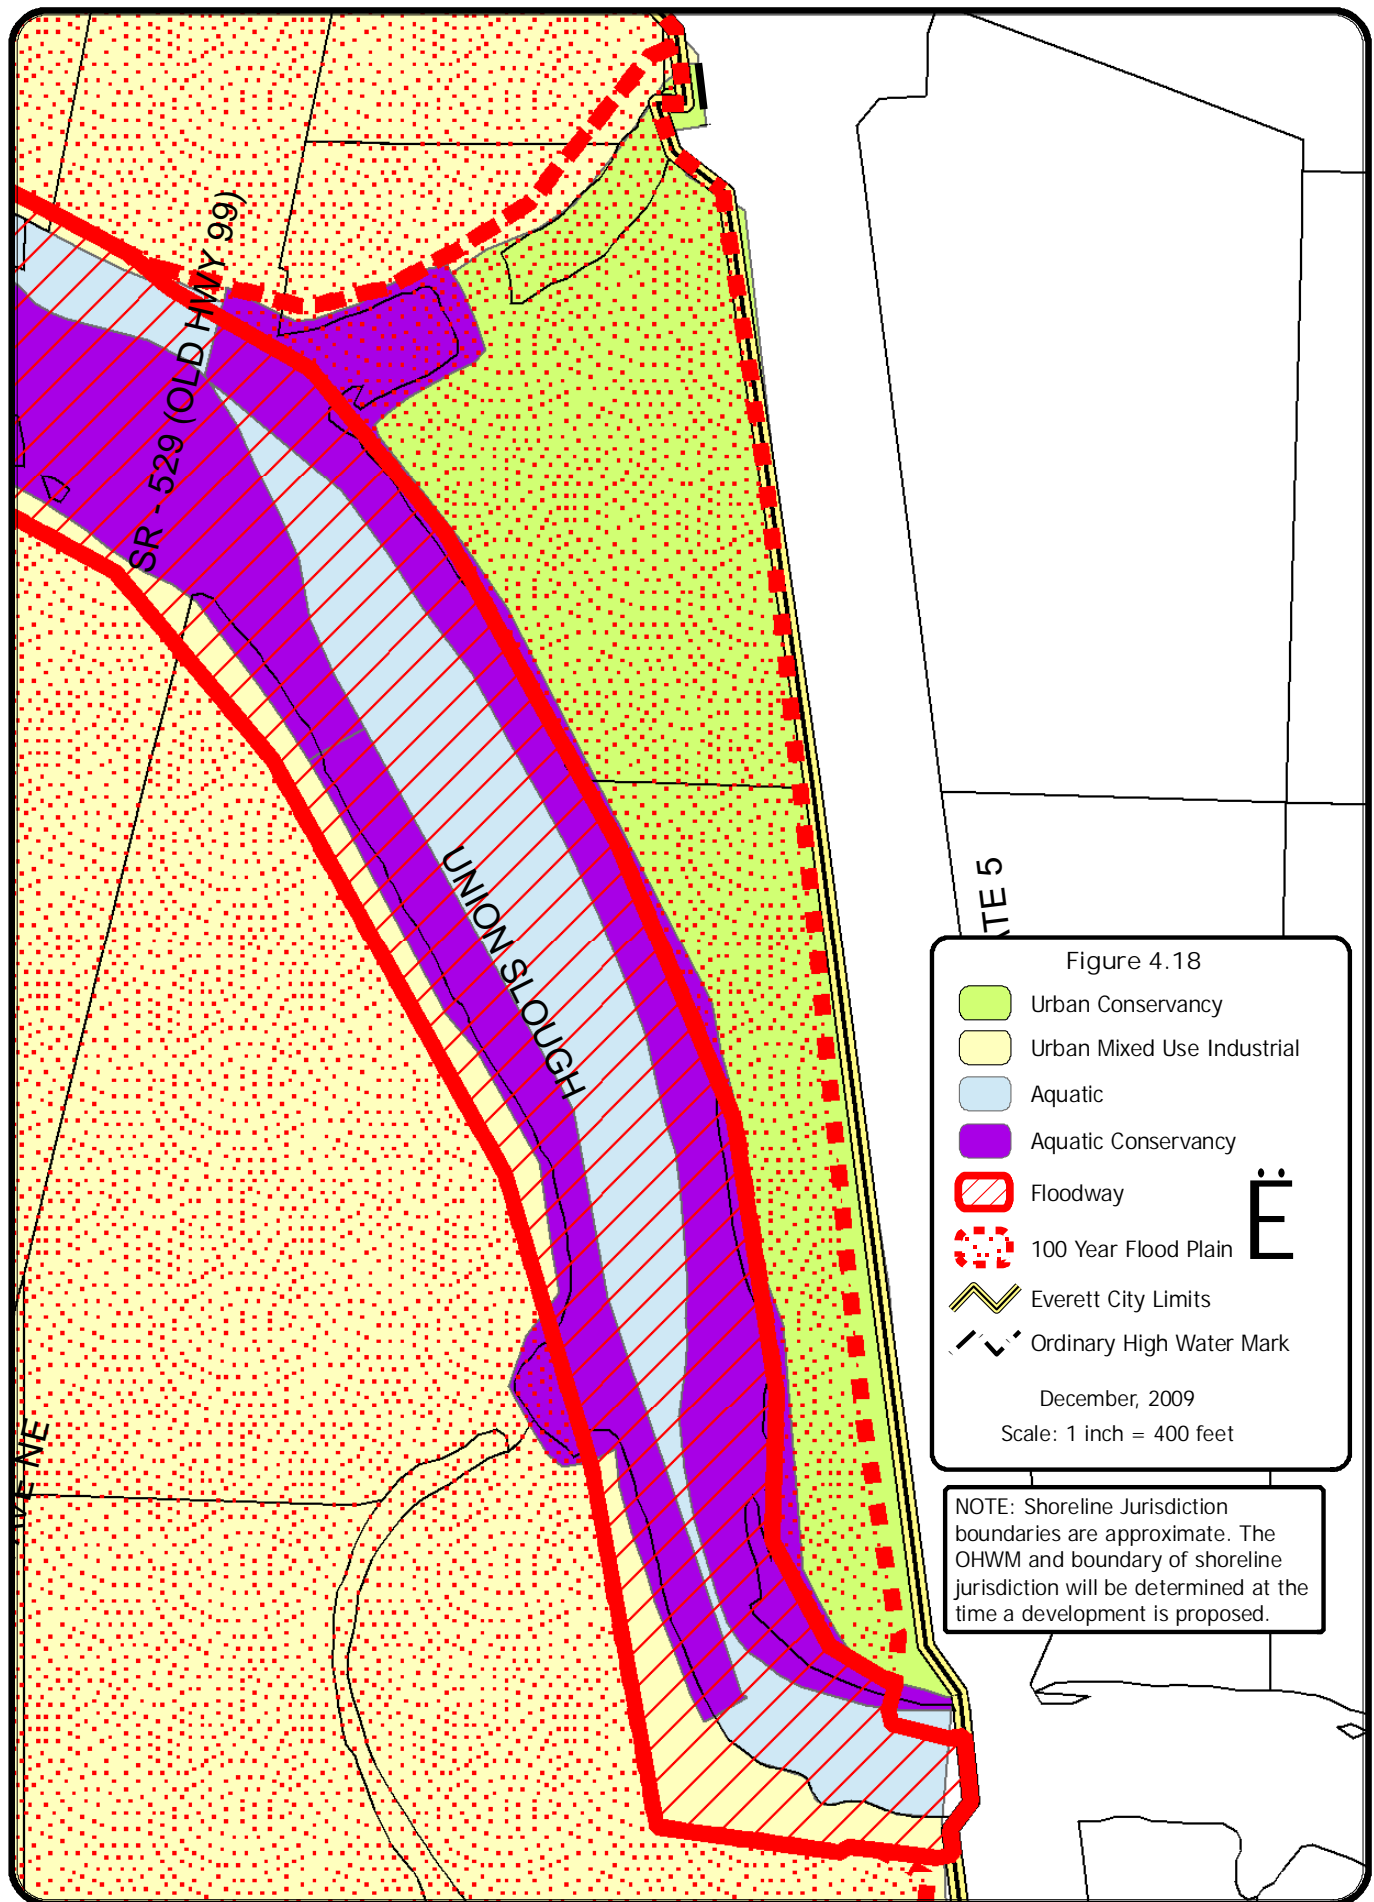 SR - 529 (OLD HWY 99)
UNION SLOUGH
AVE NE
TE 5
Figure 4.18
Urban Conservancy
Urban Mixed Use Industrial
Aquatic
Aquatic Conservancy
Floodway
100 Year Flood Plain
Ë
Everett City Limits
Ordinary High Water Mark
December, 2009
Scale: 1 inch = 400 feet
NOTE: Shoreline Jurisdiction
boundaries are approximate. The
OHWM and boundary of shoreline
jurisdiction will be determined at the
time a development is proposed.